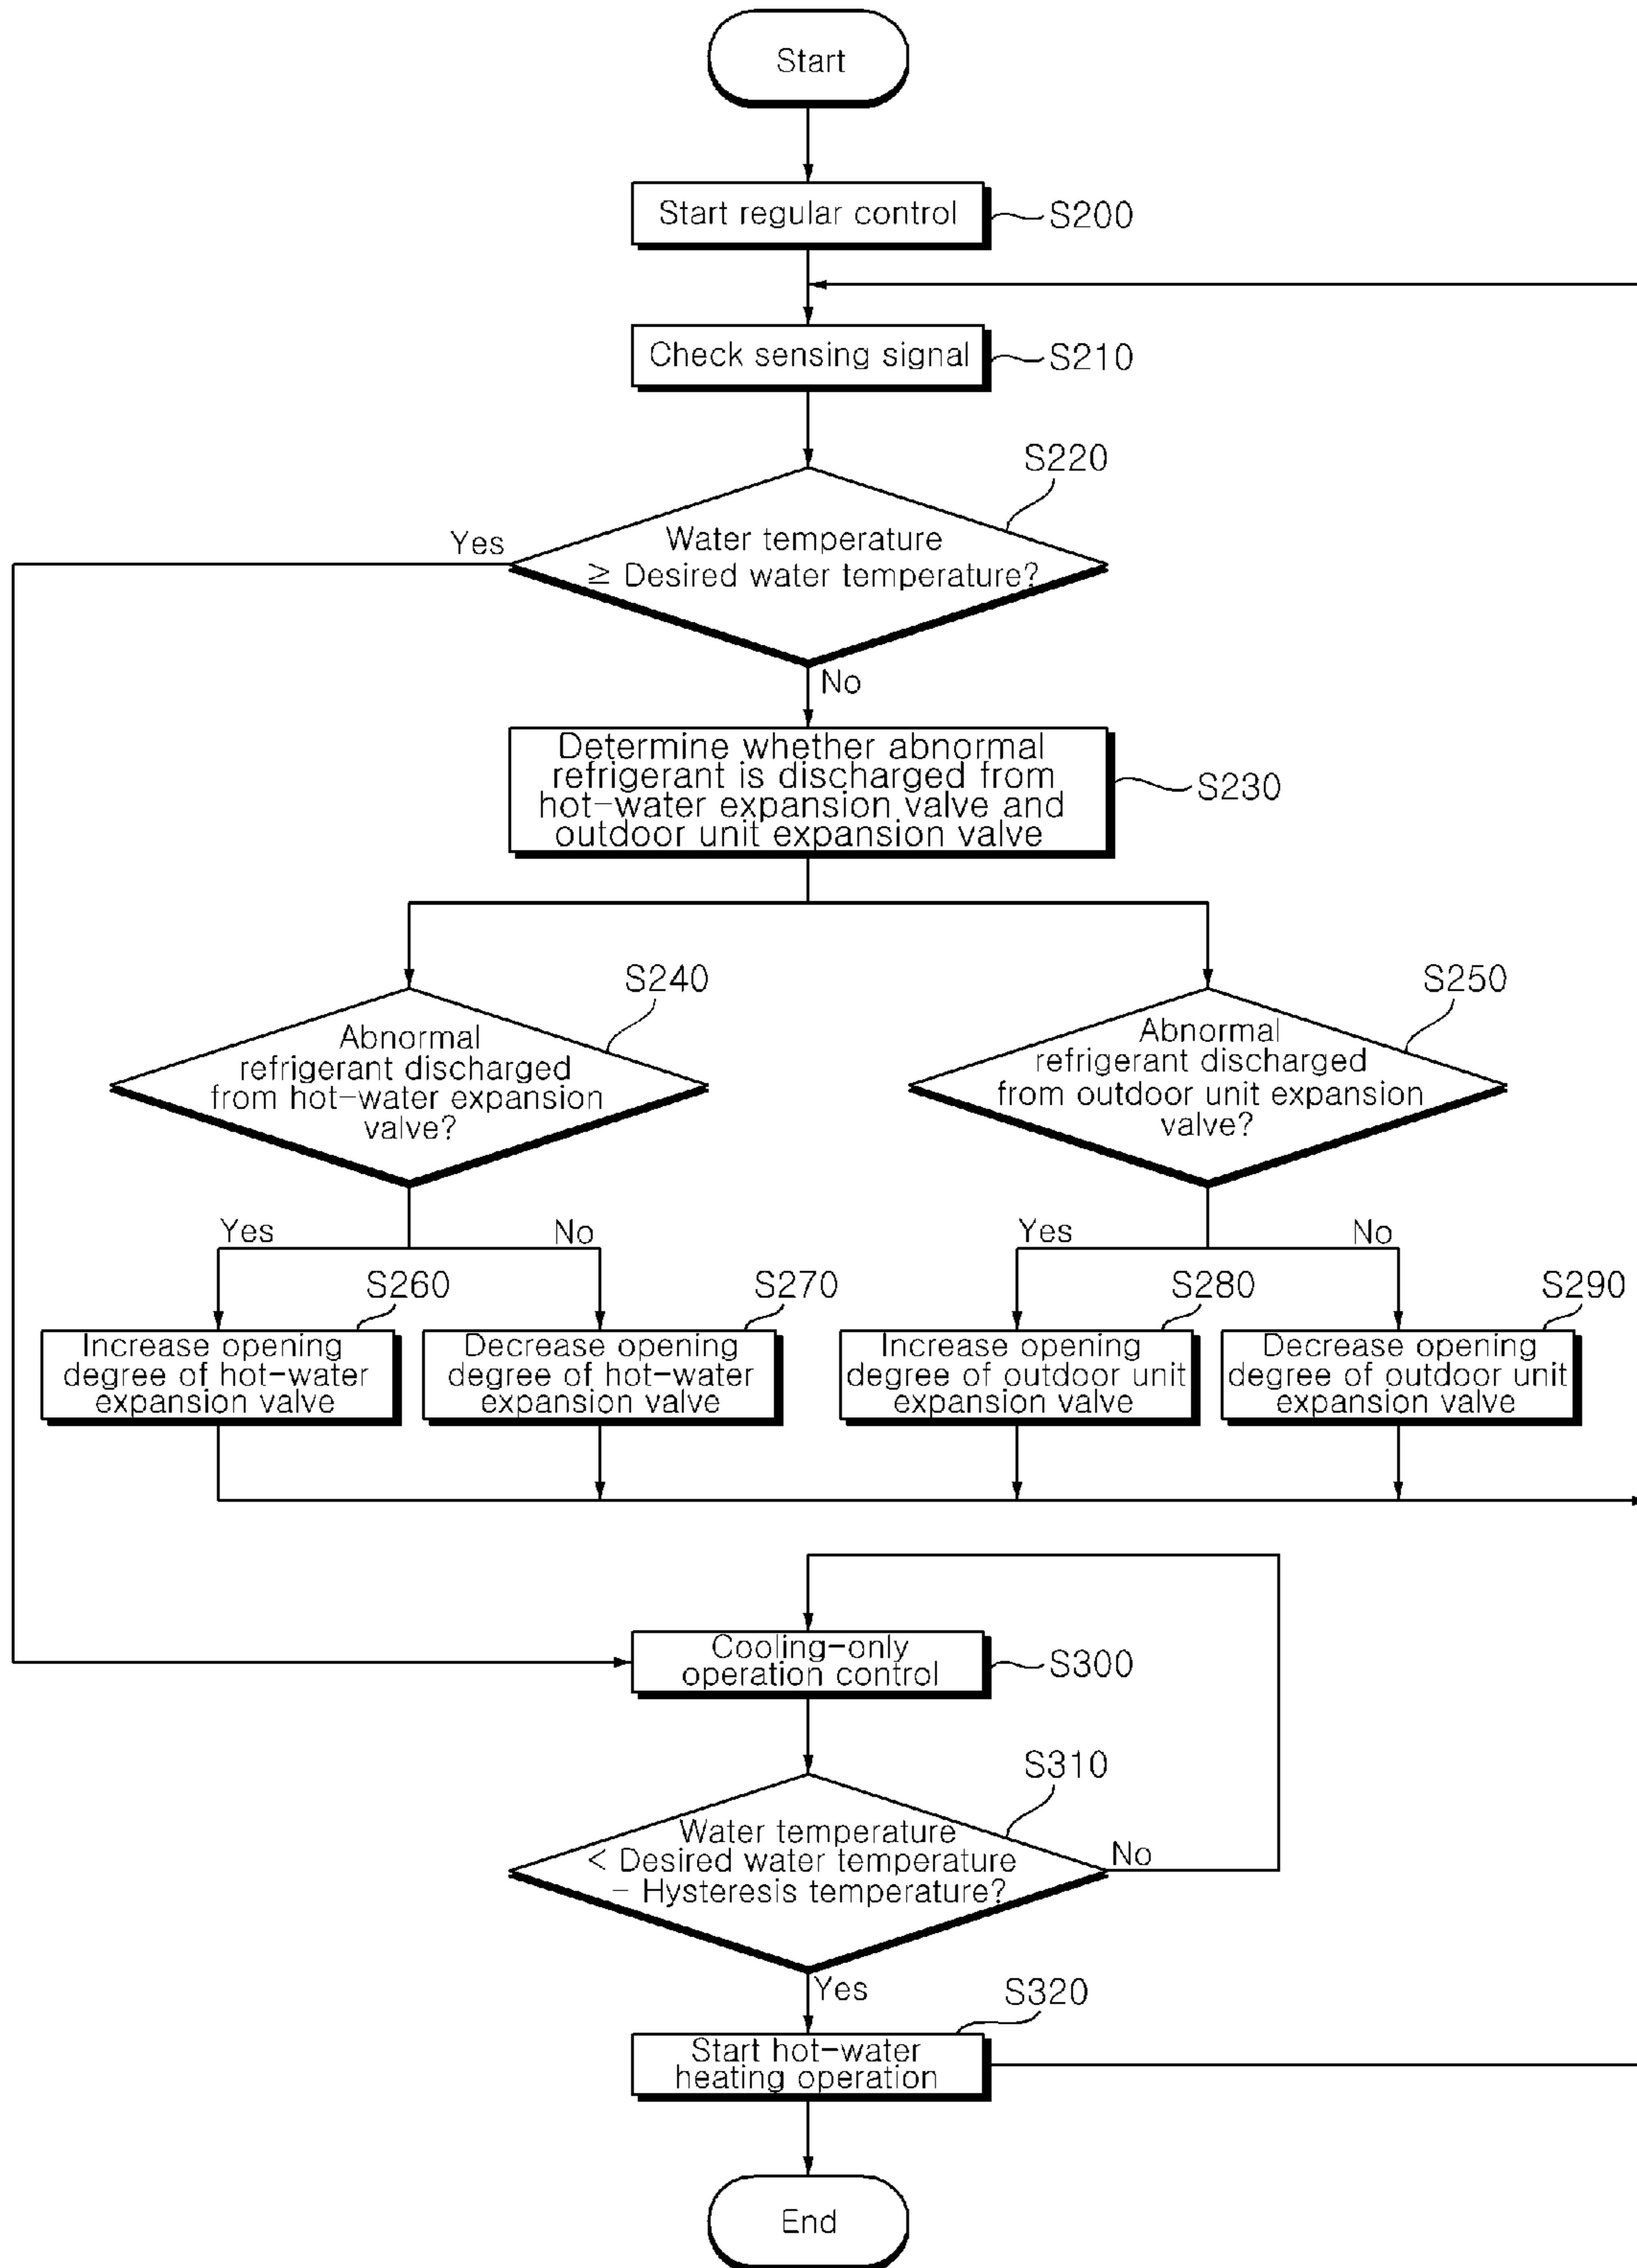 Start
Start regular control
S200
Check sensing signal
S210
S220
Water temperature
≥ Desired water temperature?
Yes
No
Determine whether abnormal
refrigerant is discharged from
hot-water expansion valve and
outdoor unit expansion valve
S230
S240
Abnormal
refrigerant discharged
from hot-water expansion
valve?
S250
Abnormal
refrigerant discharged
from outdoor unit expansion
valve?
Yes
No
Yes
No
S260
Increase opening
degree of hot-water
expansion valve
S270
Decrease opening
degree of hot-water
expansion valve
S280
Increase opening
degree of outdoor unit
expansion valve
S290
Decrease opening
degree of outdoor unit
expansion valve
Cooling-only
operation control
S300
S310
Water temperature
< Desired water temperature
- Hysteresis temperature?
No
Yes
S320
Start hot-water
heating operation
End